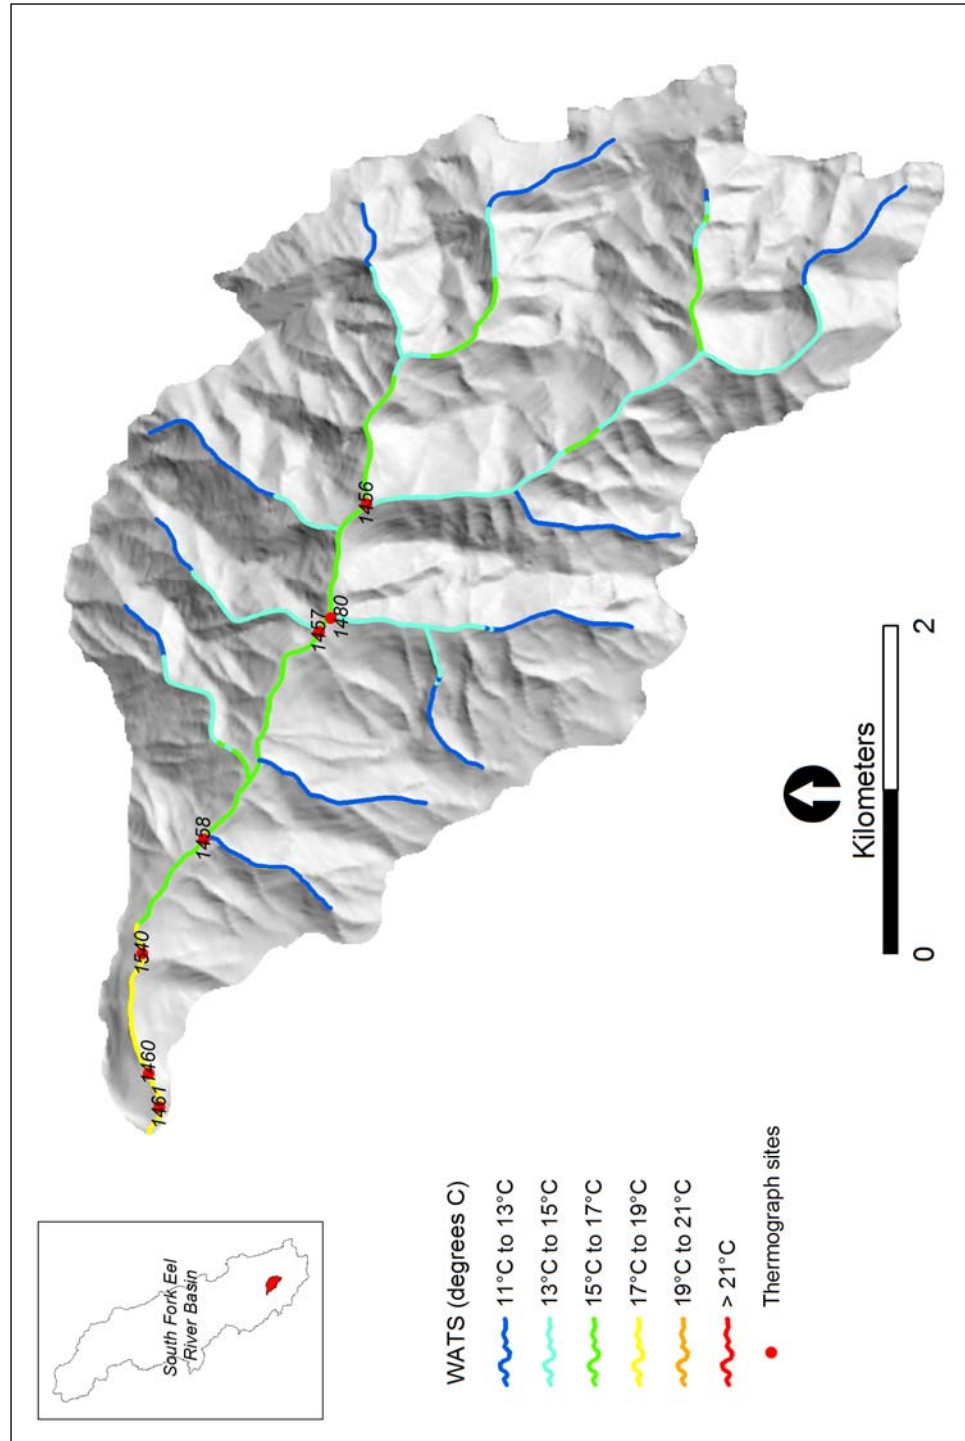 South Fork Eel
River Basin
1461
1460
1540
1458
1457
1480
1456
WATS (degrees C)
11°C to 13°C
13°C to 15°C
15°C to 17°C
17°C to 19°C
19°C to 21°C
> 21°C
Thermograph sites
Kilometers
0
2